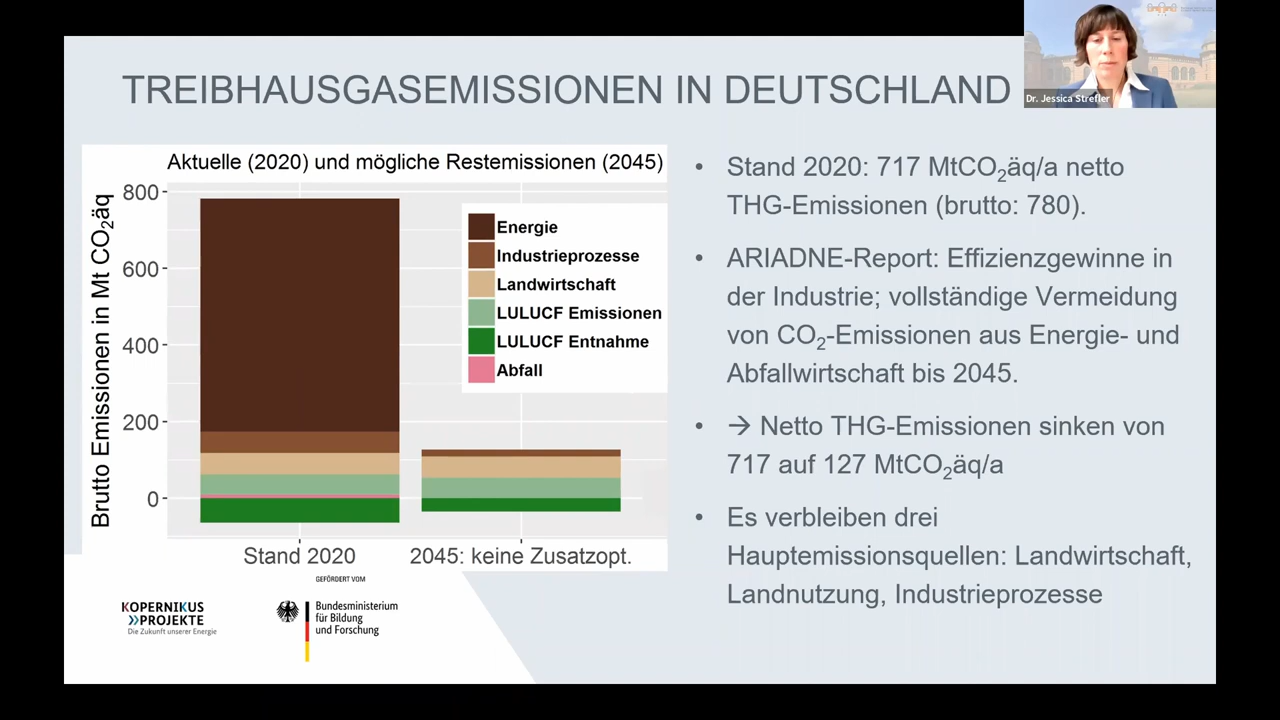 TREIBHAUSGASEMISSIONEN IN DEUTSCHLAND
Dr. Jessica Strefler
Aktuelle (2020) und mögliche Restemissionen (2045)
Brutto Emissionen in Mt CO₂äq
800
600
400
200
0
Energie
Industrieprozesse
Landwirtschaft
LULUCF Emissionen
LULUCF Entnahme
Abfall
Stand 2020
2045: keine Zusatzopt.
• Stand 2020: 717 MtCO₂äq/a netto
THG-Emissionen (brutto: 780).
• ARIADNE-Report: Effizienzgewinne in
der Industrie; vollständige Vermeidung
von CO₂-Emissionen aus Energie- und
Abfallwirtschaft bis 2045.
• → Netto THG-Emissionen sinken von
717 auf 127 MtCO₂äq/a
• Es verbleiben drei
Hauptemissionsquellen: Landwirtschaft,
Landnutzung, Industrieprozesse
KOPERNIKUS
PROJEKTE
Die Zukunft unserer Energie
GEFÖRDERT VOM
Bundesministerium
für Bildung
und Forschung